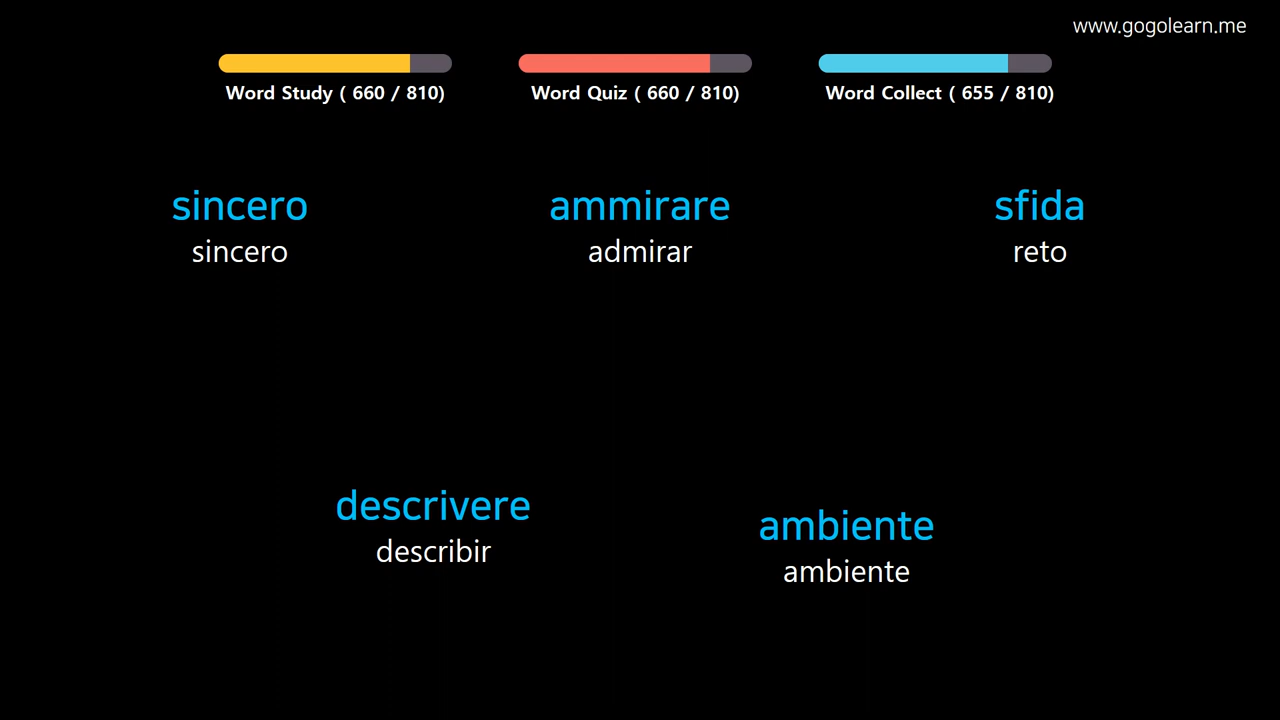 www.gogolearn.me
Word Study ( 660 / 810)
Word Quiz ( 660 / 810)
Word Collect ( 655 / 810)
sincero
sincero
ammirare
admirar
sfida
reto
descrivere
describir
ambiente
ambiente